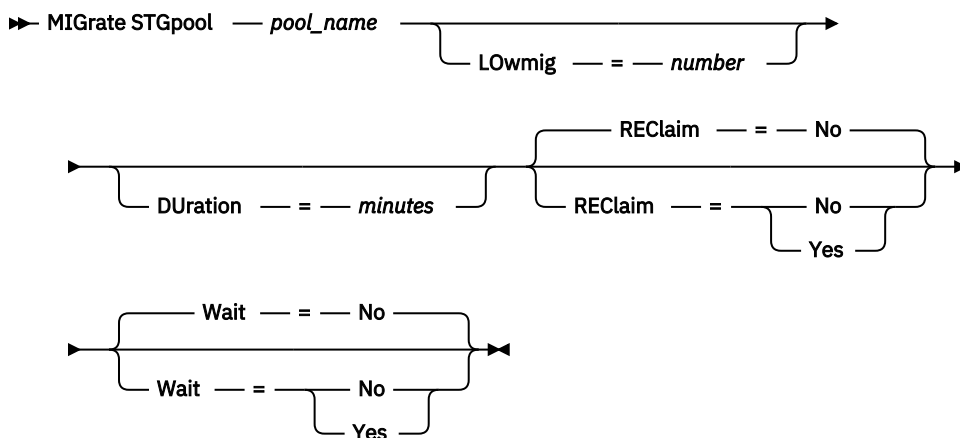 MIGrate STGpool — pool_name
LOwmig — = — number
REClaim — = — No
DUration — = — minutes
REClaim — = — No
Yes
Wait — = — No
Wait — = — No
Yes